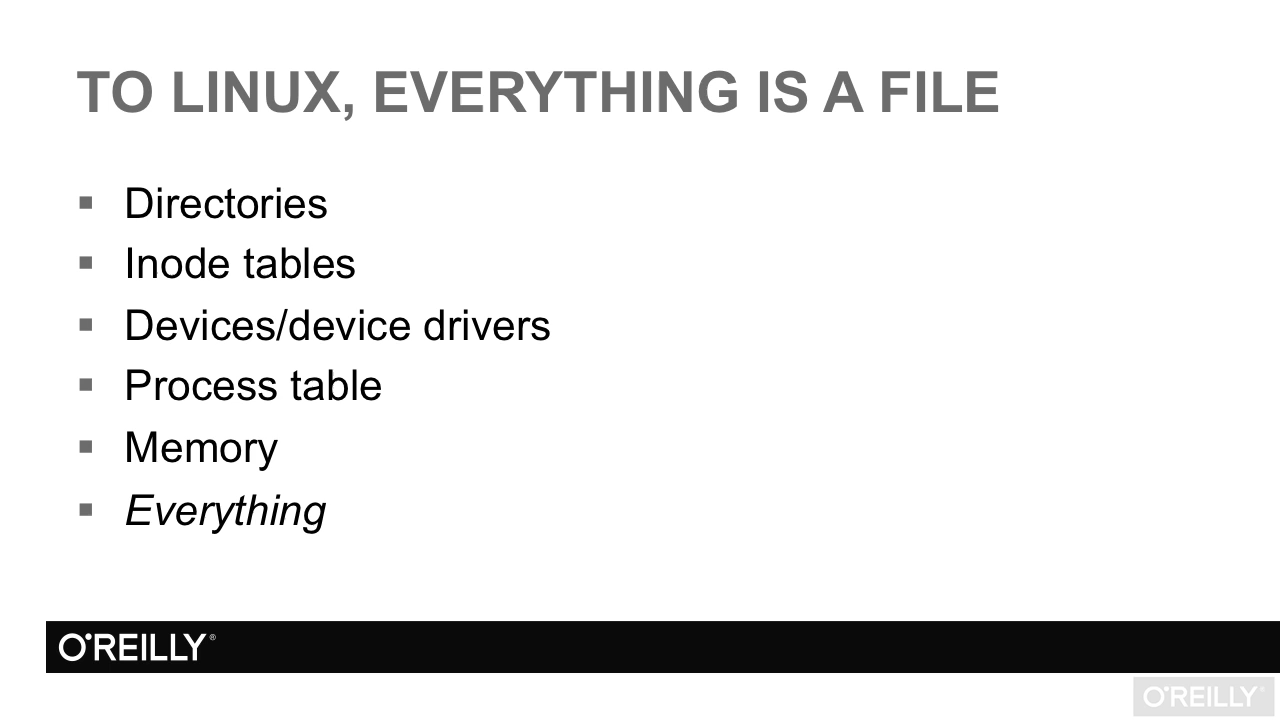 TO LINUX, EVERYTHING IS A FILE
▪ Directories
▪ Inode tables
▪ Devices/device drivers
▪ Process table
▪ Memory
▪ Everything
O'REILLY®
O'REILLY®